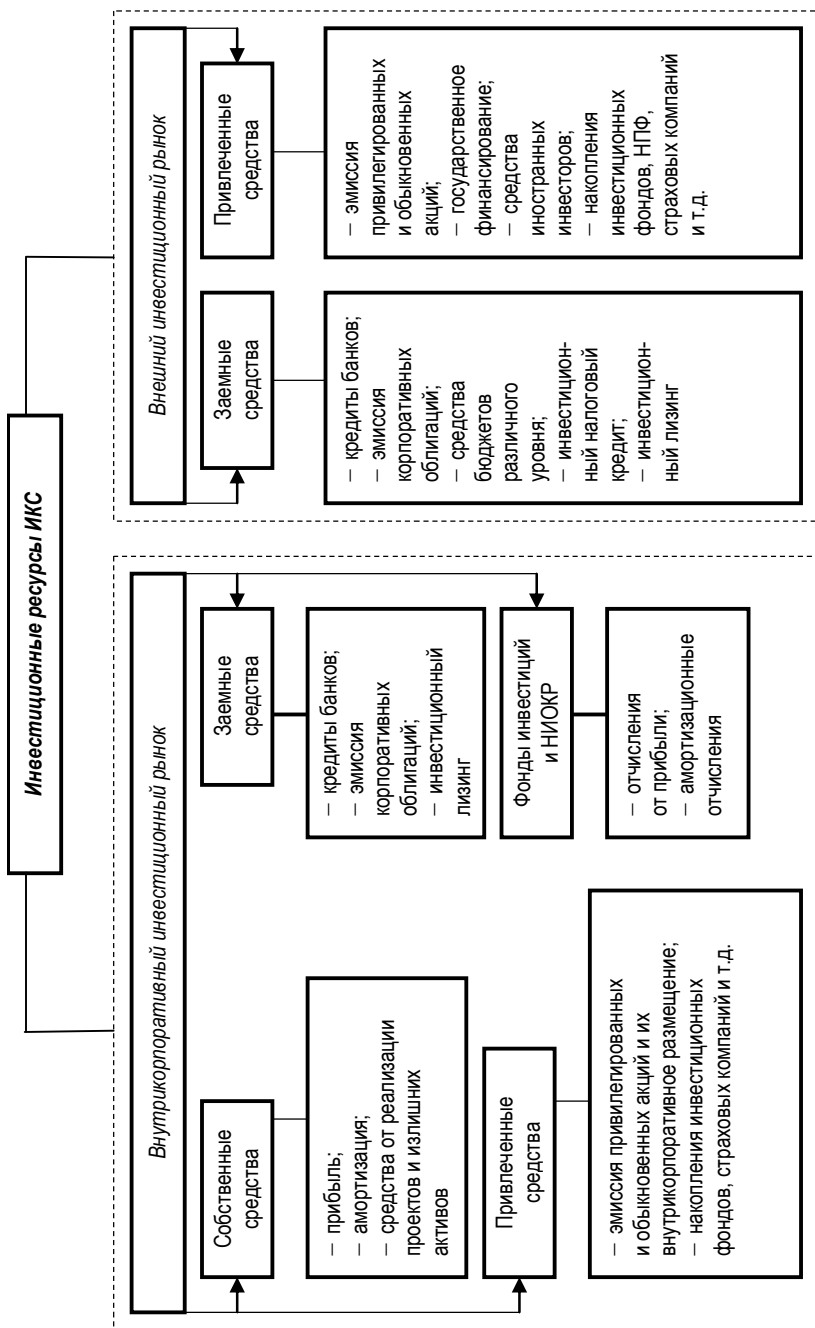 Инвестиционные ресурсы ИКС
Внутрикорпоративный инвестиционный рынок
Собственные
средства
– прибыль;
– амортизация;
– средства от реализации
проектов и излишних
активов
Привлеченные
средства
– эмиссия привилегированных
и обыкновенных акций и их
внутрикорпоративное размещение;
– накопления инвестиционных
фондов, страховых компаний и т.д.
Заемные
средства
– кредиты банков;
– эмиссия
корпоративных
облигаций;
– инвестиционный
лизинг
Фонды инвестиций
и НИОКР
– отчисления
от прибыли;
– амортизационные
отчисления
Внешний инвестиционный рынок
Заемные
средства
– кредиты банков;
– эмиссия
корпоративных
облигаций;
– средства
бюджетов
различного
уровня;
– инвестицион-
ный налоговый
кредит;
– инвестицион-
ный лизинг
Привлеченные
средства
– эмиссия
привилегированных
и обыкновенных
акций;
– государственное
финансирование;
– средства
иностранных
инвесторов;
– накопления
инвестиционных
фондов, НПФ,
страховых компаний
и т.д.